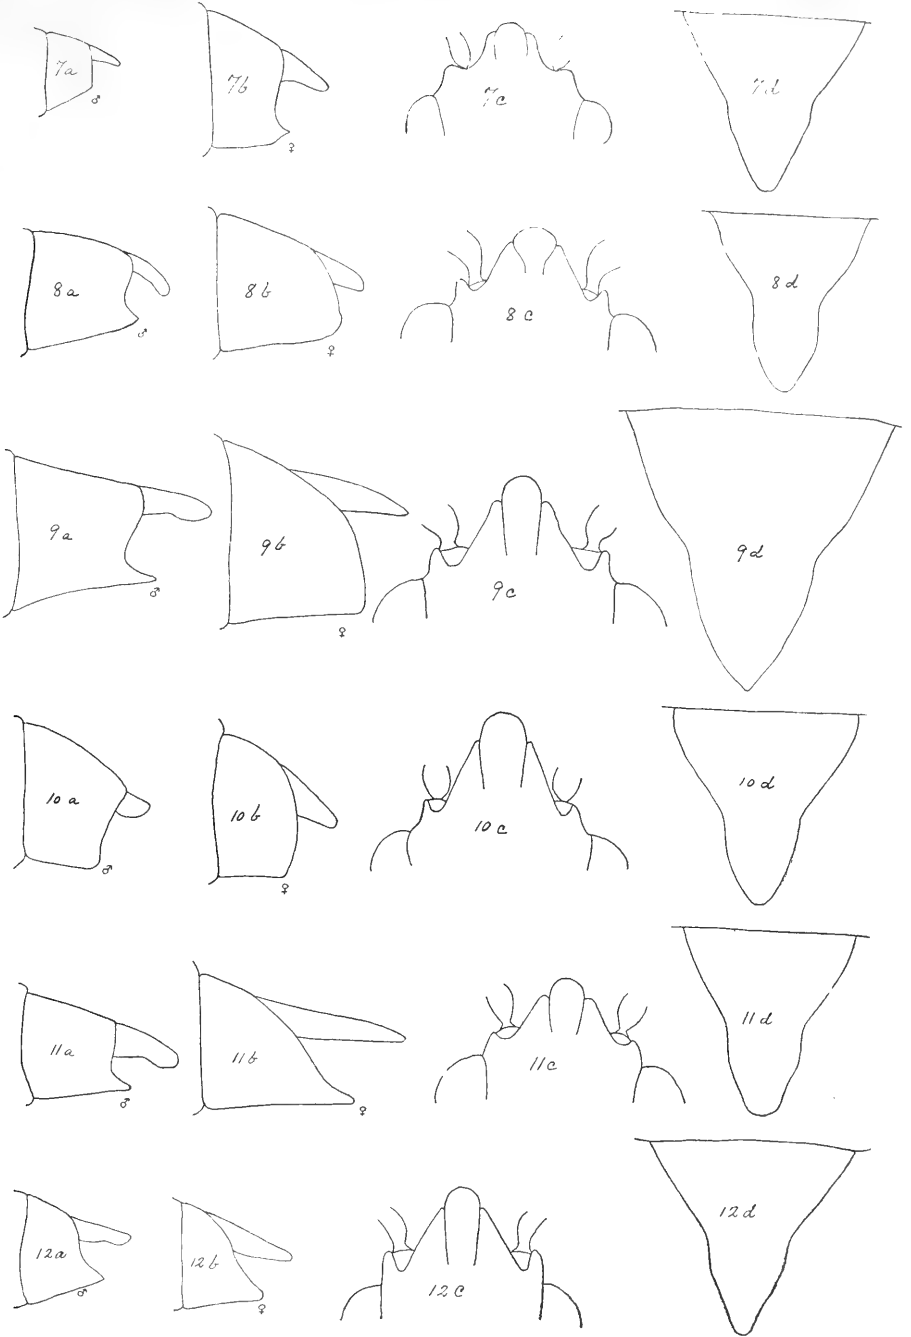 7a ♂ 7b ♀ 7c 7d
8a ♂ 8b ♀ 8c 8d
9a ♂ 9b ♀ 9c 9d
10a ♂ 10b ♀ 10c 10d
11a ♂ 11b ♀ 11c 11d
12a ♂ 12b ♀ 12c 12d